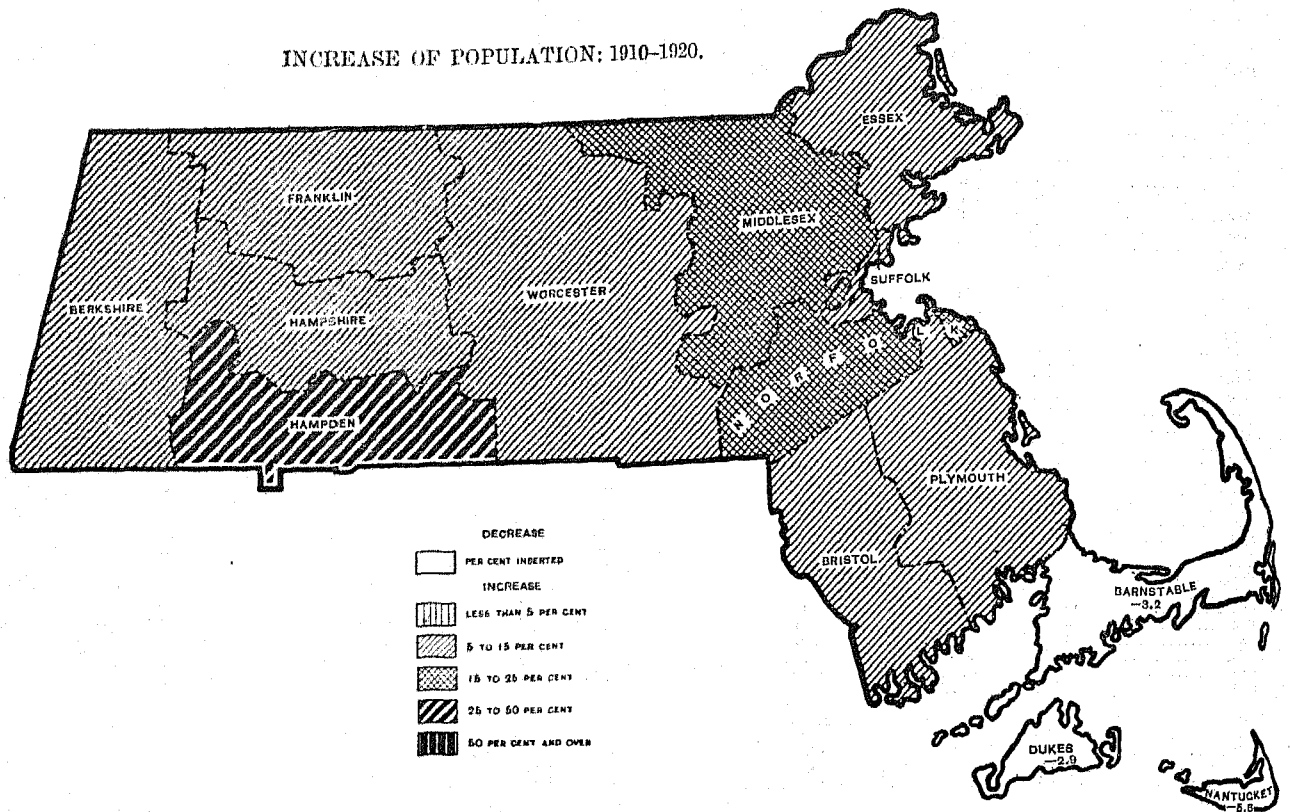 INCREASE OF POPULATION: 1910–1920.
ESSEX
FRANKLIN
MIDDLESEX
SUFFOLK
BERKSHIRE
HAMPSHIRE
WORCESTER
N O R F O L K
HAMPDEN
PLYMOUTH
BRISTOL
BARNSTABLE
—3.2
DUKES
—2.9
NANTUCKET
DECREASE
PER CENT INSERTED
INCREASE
LESS THAN 5 PER CENT
5 TO 15 PER CENT
15 TO 25 PER CENT
25 TO 50 PER CENT
50 PER CENT AND OVER